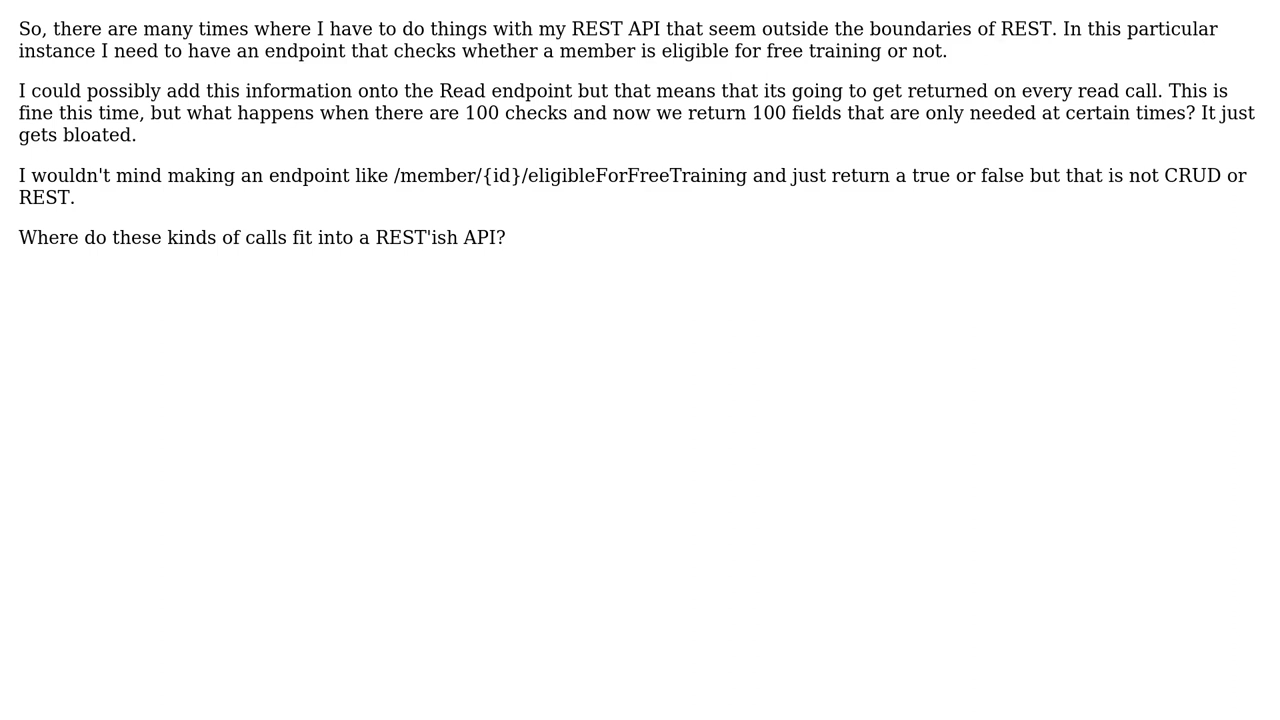 So, there are many times where I have to do things with my REST API that seem outside the boundaries of REST. In this particular
instance I need to have an endpoint that checks whether a member is eligible for free training or not.
I could possibly add this information onto the Read endpoint but that means that its going to get returned on every read call. This is
fine this time, but what happens when there are 100 checks and now we return 100 fields that are only needed at certain times? It just
gets bloated.
I wouldn't mind making an endpoint like /member/{id}/eligibleForFreeTraining and just return a true or false but that is not CRUD or
REST.
Where do these kinds of calls fit into a REST'ish API?